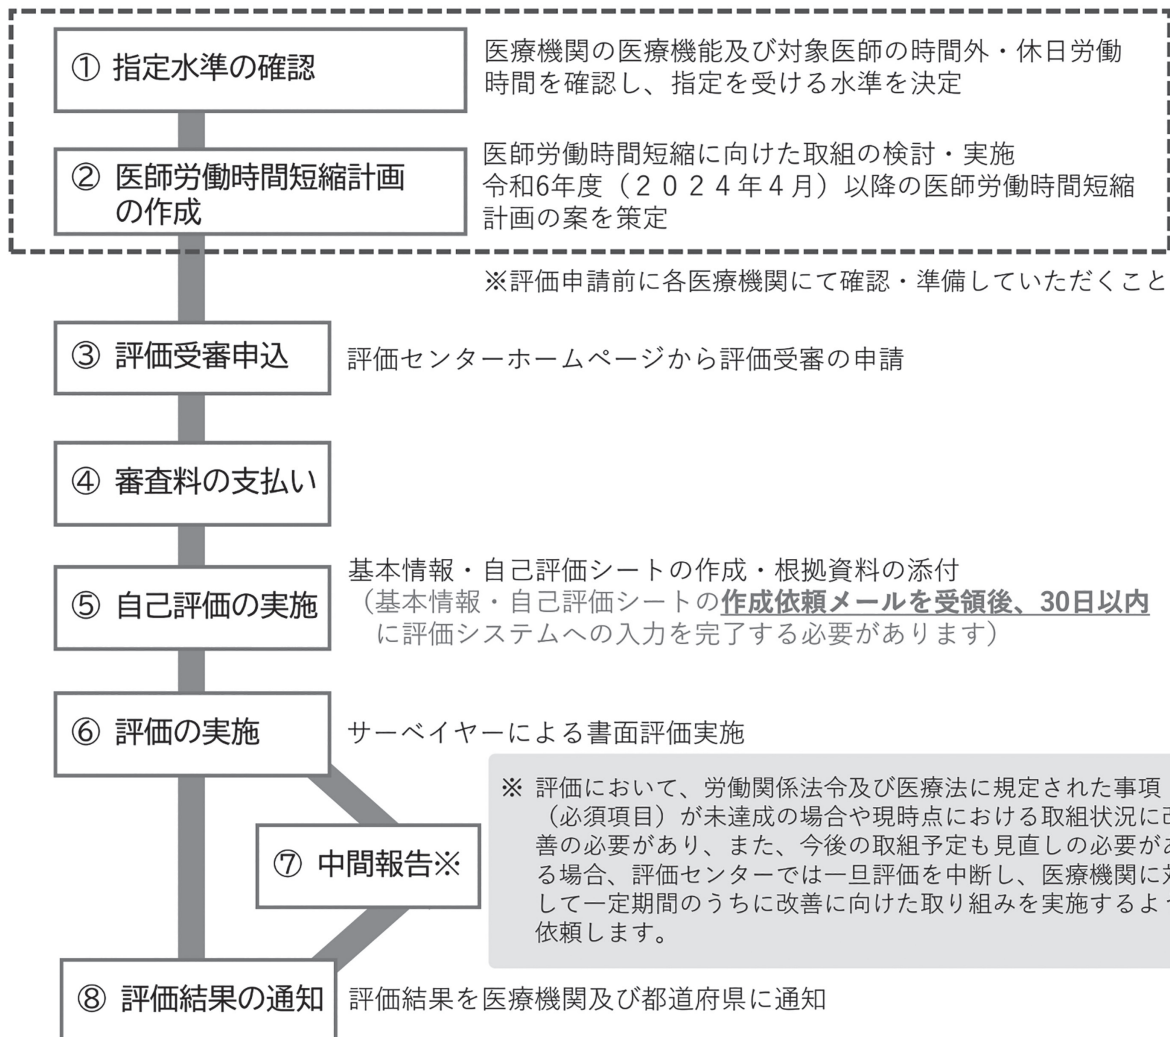 ① 指定水準の確認
医療機関の医療機能及び対象医師の時間外・休日労働
時間を確認し、指定を受ける水準を決定
② 医師労働時間短縮計画
の作成
医師労働時間短縮に向けた取組の検討・実施
令和6年度（２０２４年４月）以降の医師労働時間短縮
計画の案を策定
※評価申請前に各医療機関にて確認・準備していただくこと
③ 評価受審申込
評価センターホームページから評価受審の申請
④ 審査料の支払い
⑤ 自己評価の実施
基本情報・自己評価シートの作成・根拠資料の添付
（基本情報・自己評価シートの作成依頼メールを受領後、30日以内
に評価システムへの入力を完了する必要があります）
⑥ 評価の実施
サーベイヤーによる書面評価実施
※ 評価において、労働関係法令及び医療法に規定された事項
（必須項目）が未達成の場合や現時点における取組状況に
善の必要があり、また、今後の取組予定も見直しの必要が
る場合、評価センターでは一旦評価を中断し、医療機関に
して一定期間のうちに改善に向けた取り組みを実施するよ
依頼します。
⑦ 中間報告※
⑧ 評価結果の通知
評価結果を医療機関及び都道府県に通知